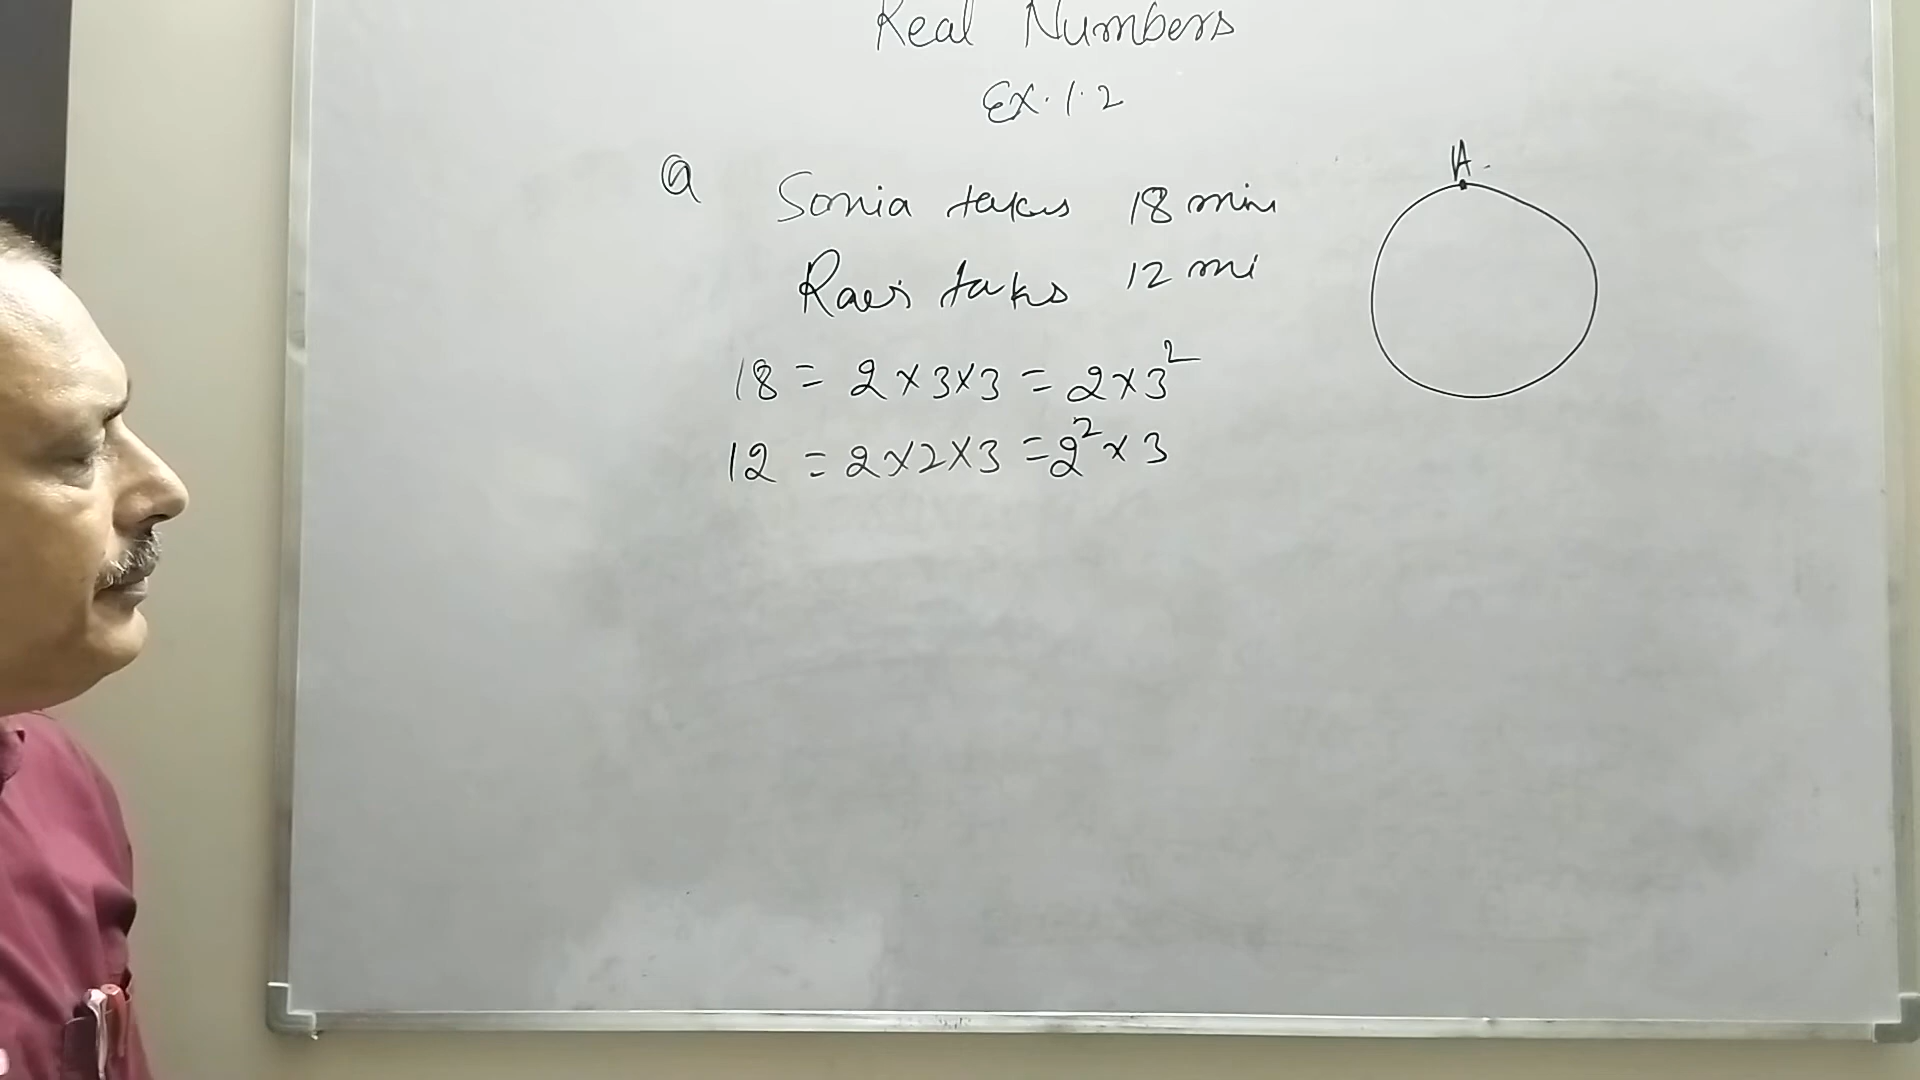 Real Numbers
Ex. 1.2
Q Sonia takes 18 min
Ravi takes 12 mi
18 = 2 × 3 × 3 = 2 × 3²
12 = 2 × 2 × 3 = 2² × 3
A.